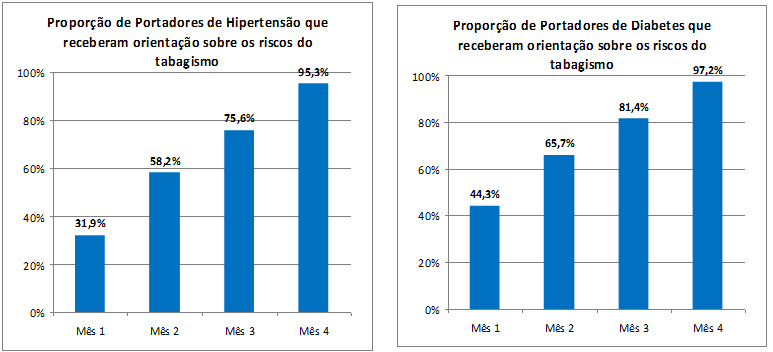 Proporção de Portadores de Hipertensão que
receberam orientação sobre os riscos do
tabagismo
100%
80%
60%
40%
20%
0%
31,9%
58,2%
75,6%
95,3%
Mês 1
Mês 2
Mês 3
Mês 4
Proporção de Portadores de Diabetes que
receberam orientação sobre os riscos do
tabagismo
100%
80%
60%
40%
20%
0%
44,3%
65,7%
81,4%
97,2%
Mês 1
Mês 2
Mês 3
Mês 4